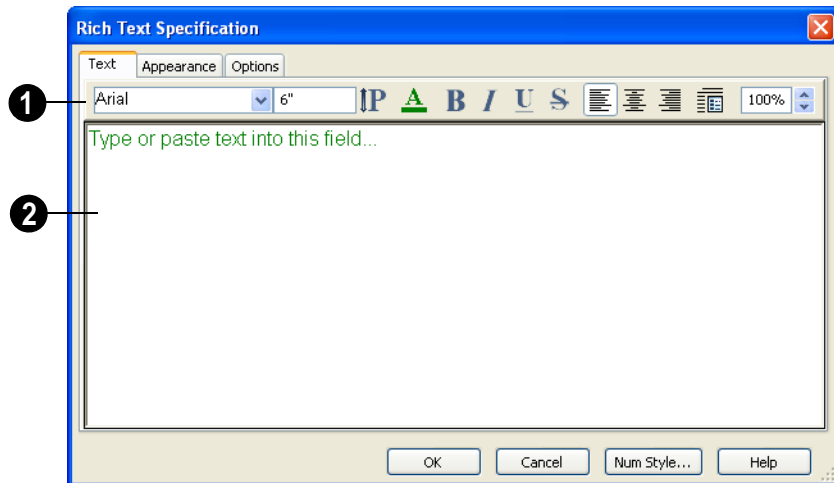 Rich Text Specification
Text Appearance Options
1 Arial 6" P A B I U S 100%
Type or paste text into this field...
2
OK Cancel Num Style... Help